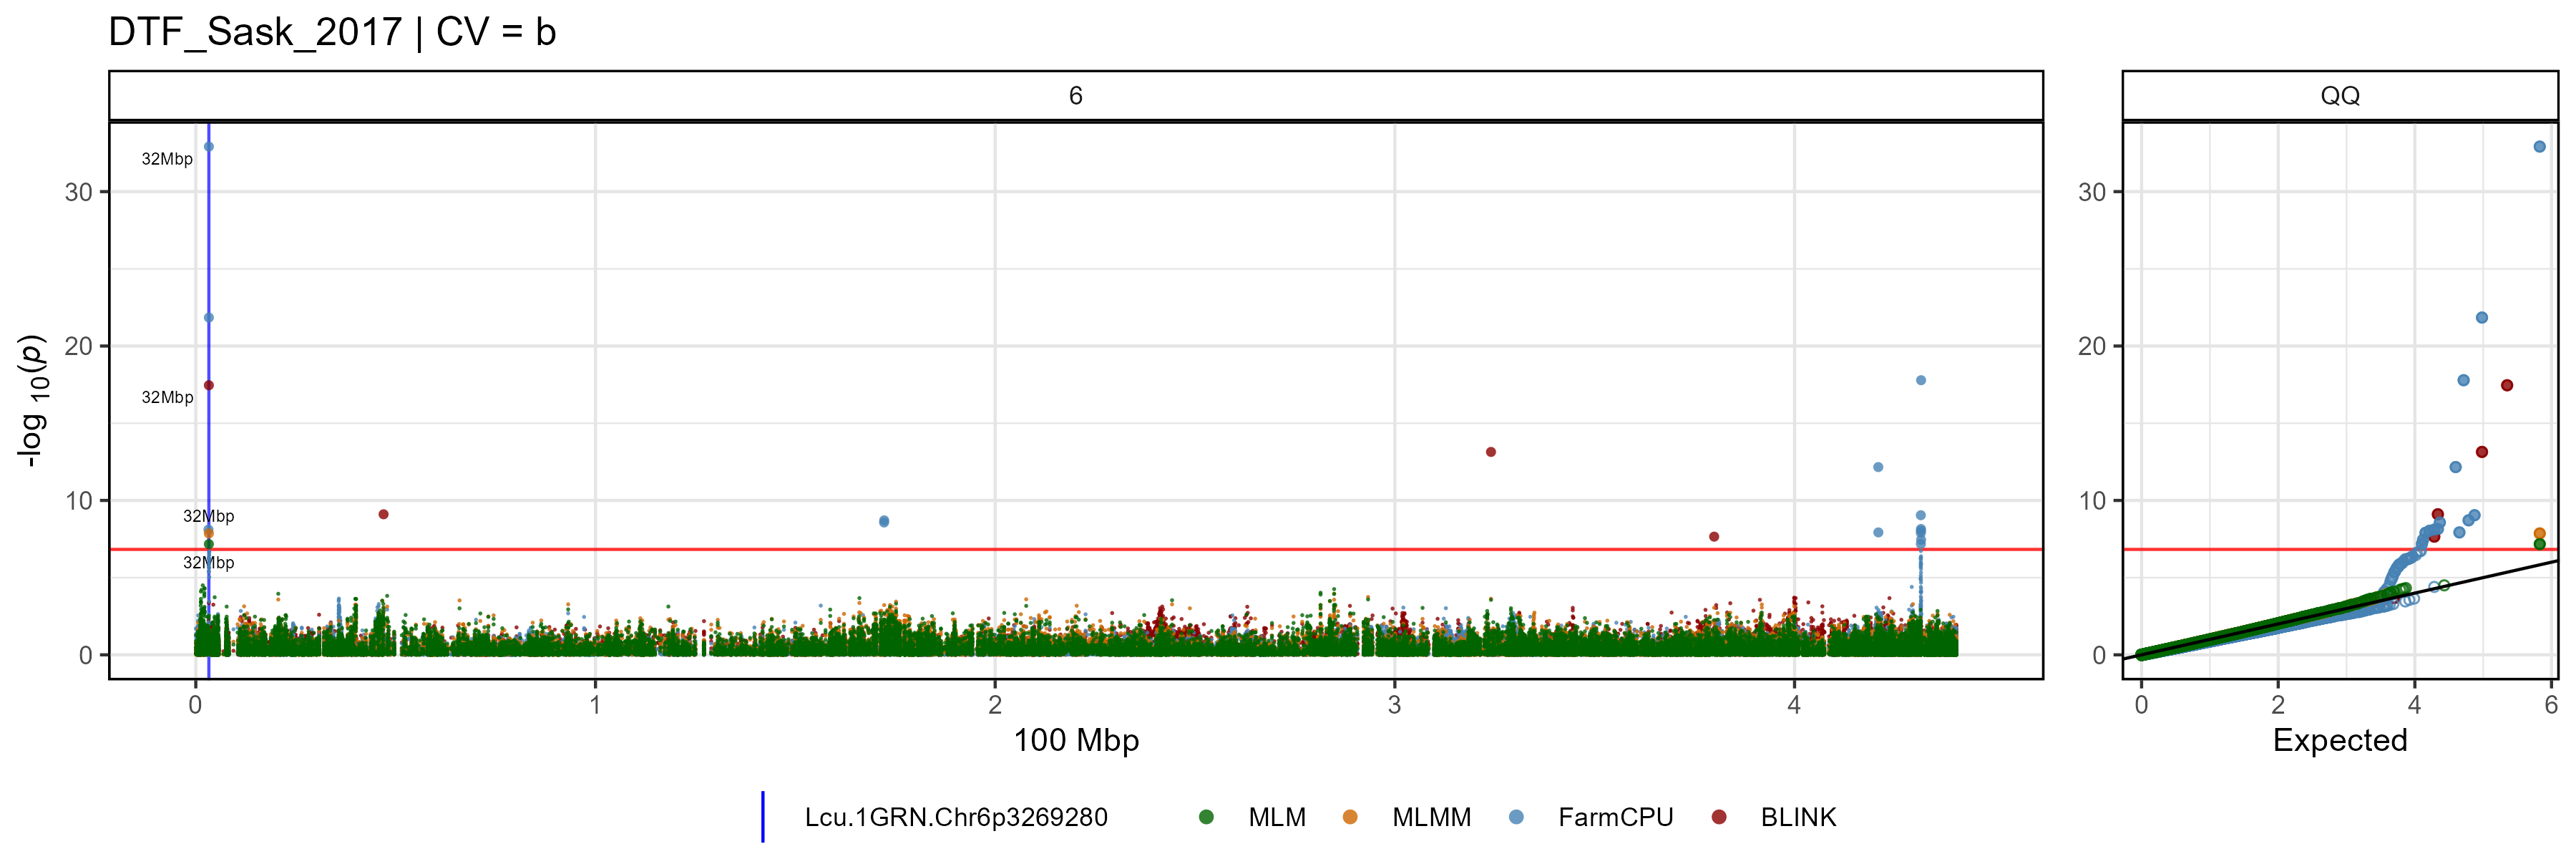 DTF_Sask_2017 | CV = b
6
QQ
-log 10(p)
30
20
10
0
32Mbp
32Mbp
32Mbp
32Mbp
0 1 2 3 4
100 Mbp
30
20
10
0
0 2 4 6
Expected
Lcu.1GRN.Chr6p3269280 MLM MLMM FarmCPU BLINK